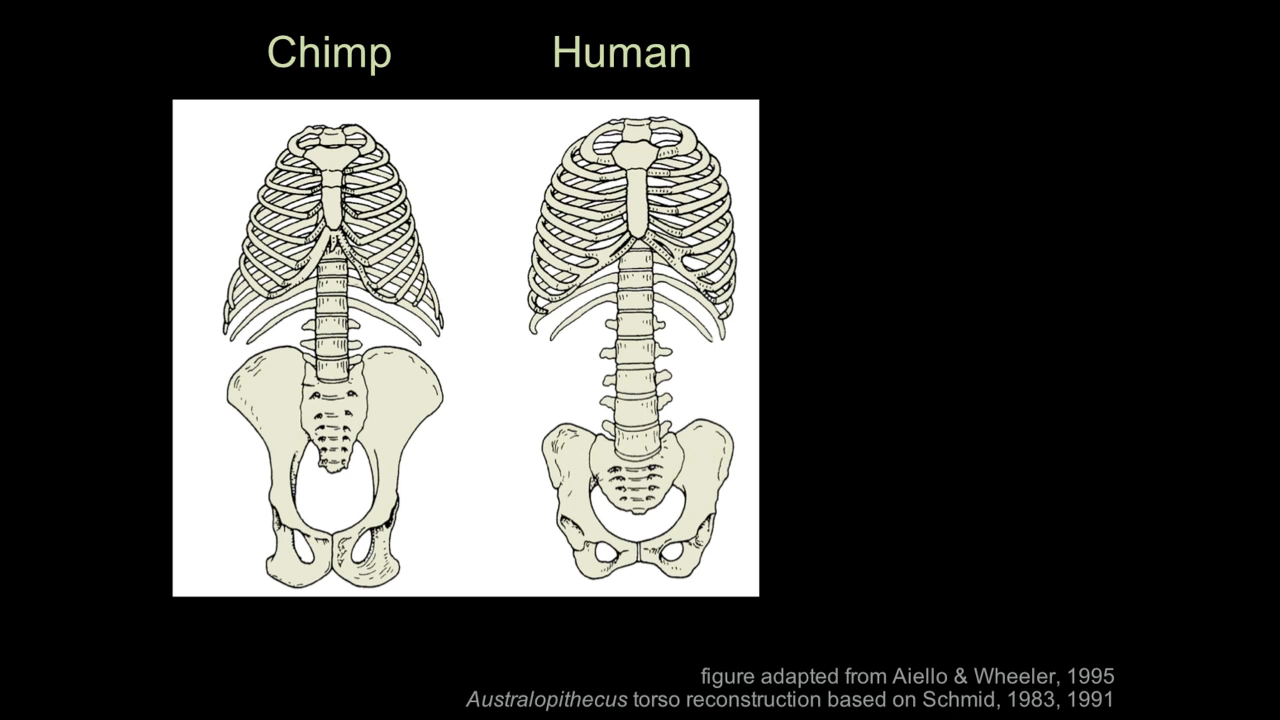 Chimp Human
figure adapted from Aiello & Wheeler, 1995
Australopithecus torso reconstruction based on Schmid, 1983, 1991